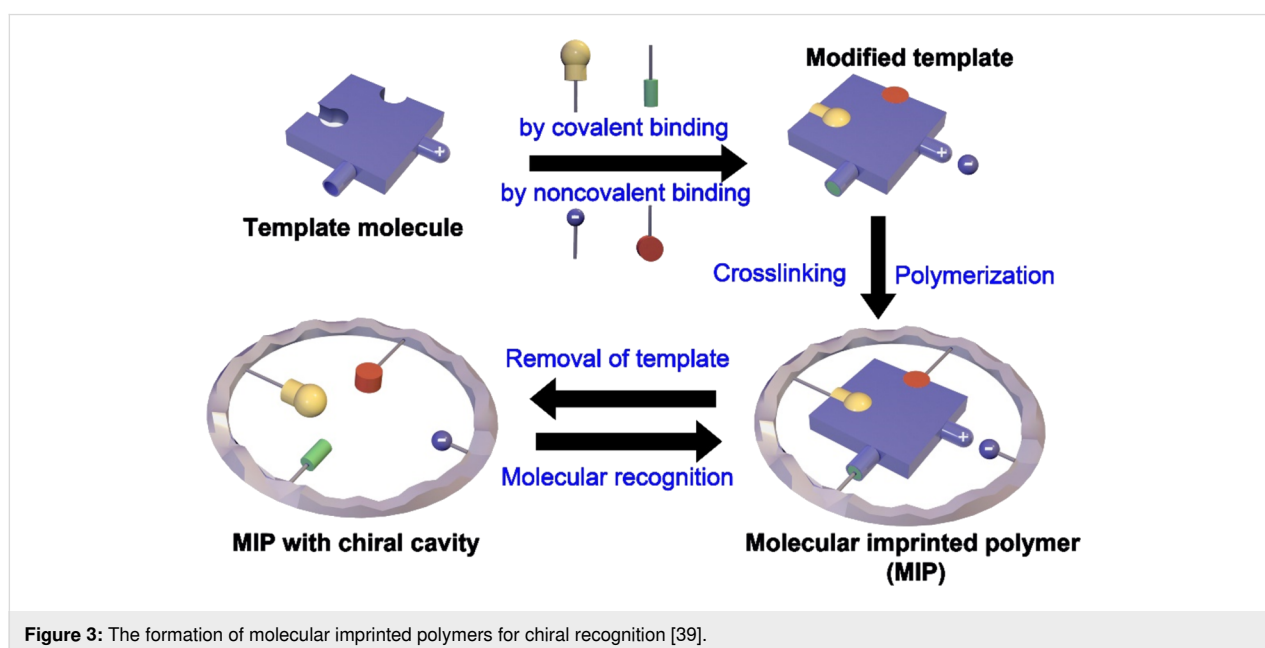 Modified template
by covalent binding
+
+
-
by noncovalent binding
-
Template molecule
Crosslinking
Polymerization
Removal of template
+
-
-
Molecular recognition
MIP with chiral cavity
Molecular imprinted polymer
(MIP)
Figure 3: The formation of molecular imprinted polymers for chiral recognition [39].